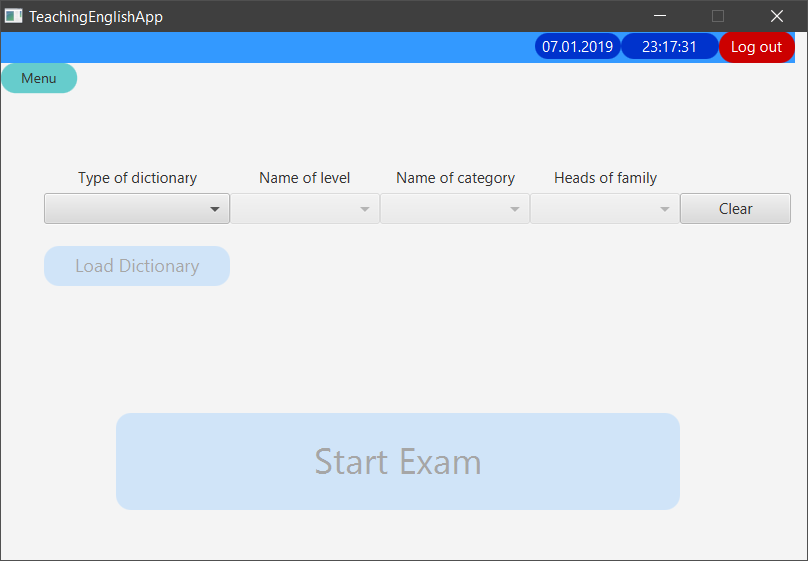 TeachingEnglishApp
07.01.2019 23:17:31 Log out
Menu
Type of dictionary Name of level Name of category Heads of family
Clear
Load Dictionary
Start Exam